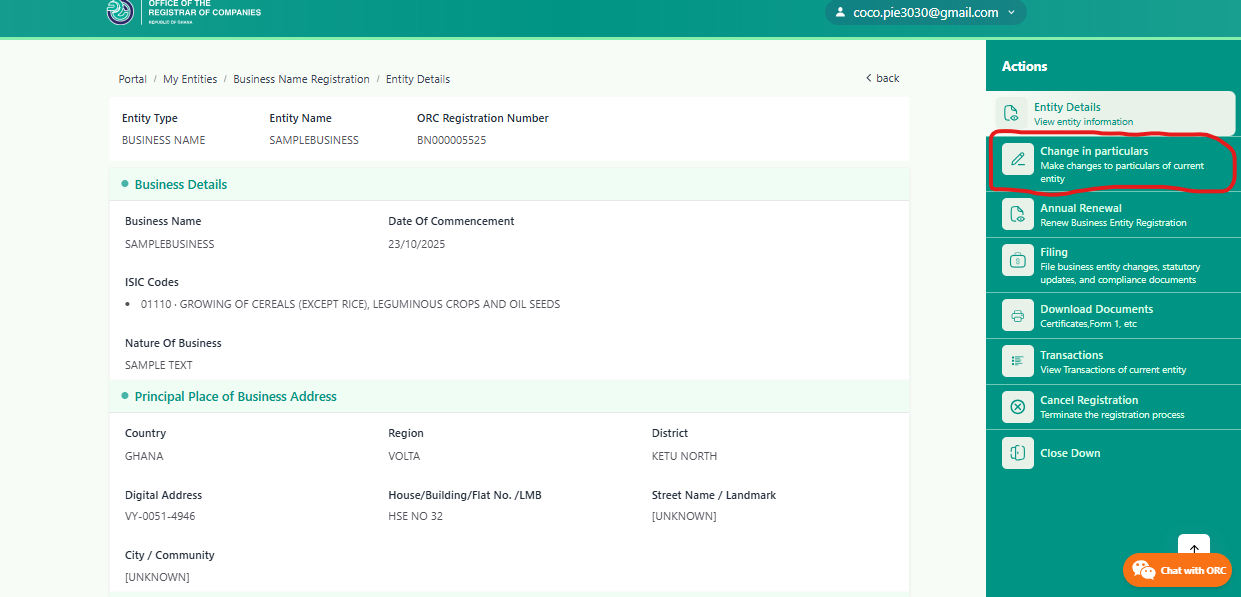 OFFICE OF THE
REGISTRAR OF COMPANIES
REPUBLIC OF GHANA
coco.pie3030@gmail.com
Portal / My Entities / Business Name Registration / Entity Details
back
Entity Type Entity Name ORC Registration Number
BUSINESS NAME SAMPLEBUSINESS BN000005525
Business Details
Business Name Date Of Commencement
SAMPLEBUSINESS 23/10/2025
ISIC Codes
• 01110 - GROWING OF CEREALS (EXCEPT RICE), LEGUMINOUS CROPS AND OIL SEEDS
Nature Of Business
SAMPLE TEXT
Principal Place of Business Address
Country Region District
GHANA VOLTA KETU NORTH
Digital Address House/Building/Flat No. /LMB Street Name / Landmark
VY-0051-4946 HSE NO 32 [UNKNOWN]
City / Community
[UNKNOWN]
Actions
Entity Details
View entity information
Change in particulars
Make changes to particulars of current
entity
Annual Renewal
Renew Business Entity Registration
Filing
File business entity changes, statutory
updates, and compliance documents
Download Documents
Certificates,Form 1, etc
Transactions
View Transactions of current entity
Cancel Registration
Terminate the registration process
Close Down
Chat with ORC